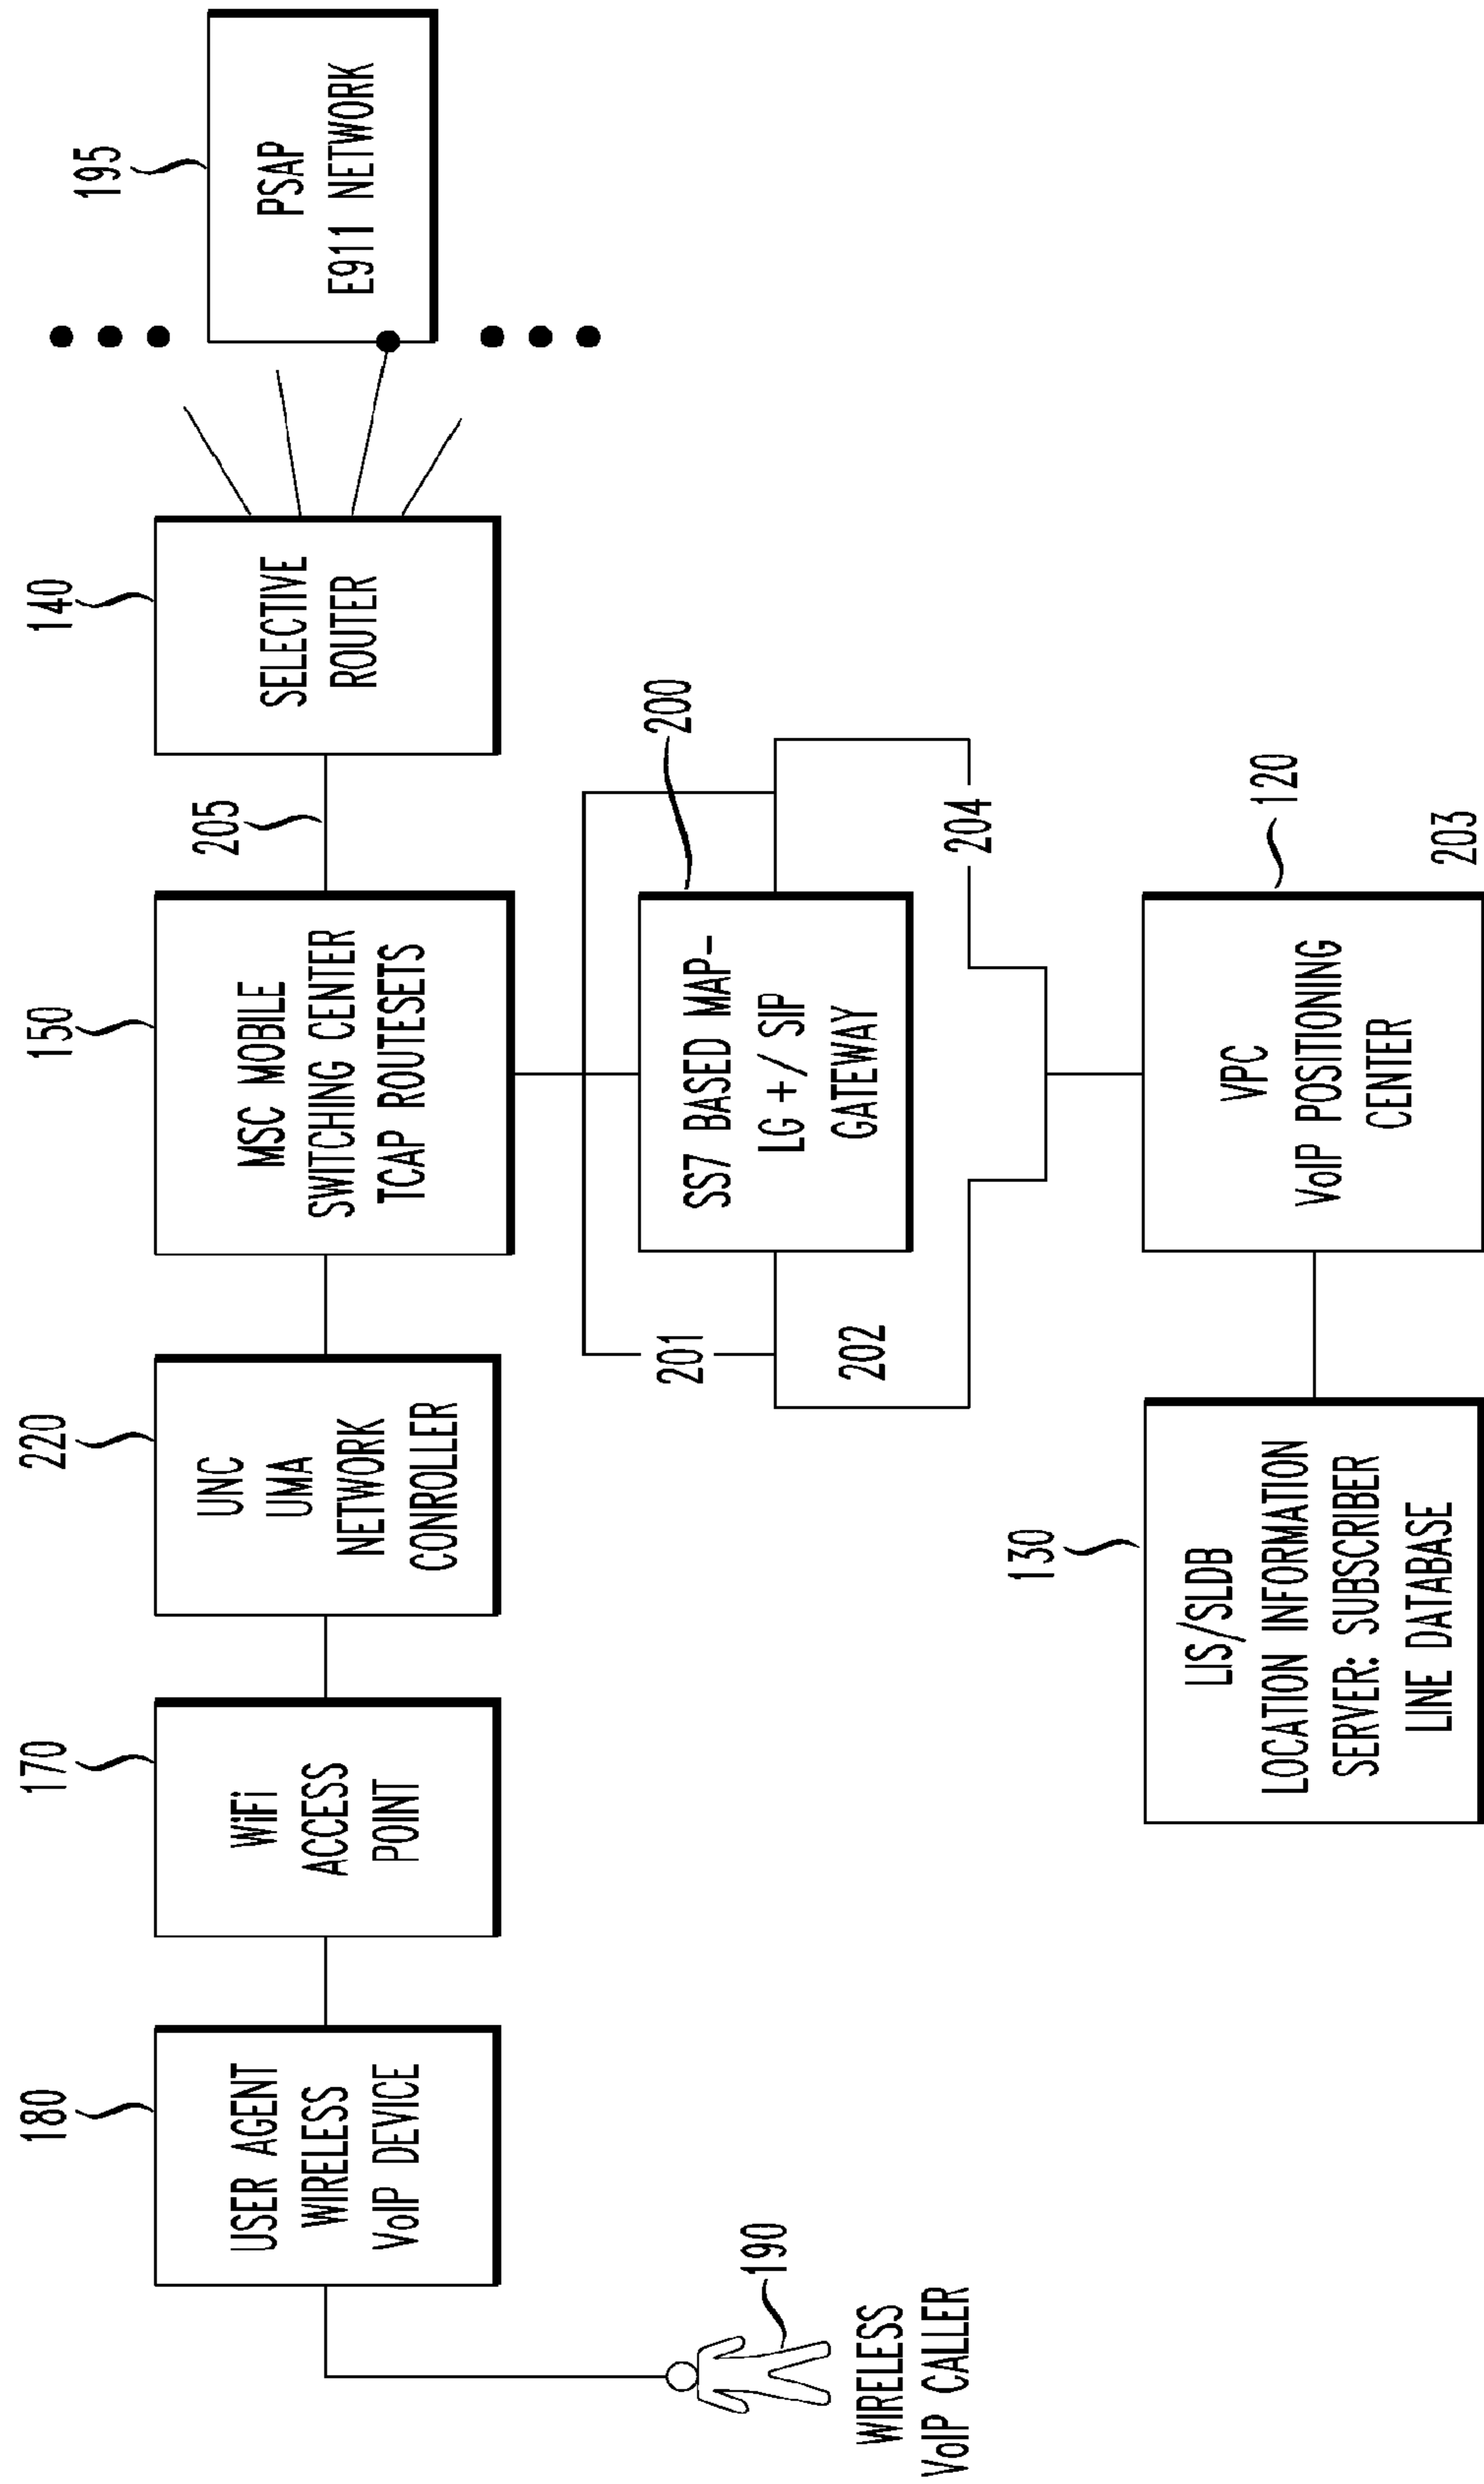 180
USER AGENT
WIRELESS
VoIP DEVICE
170
WiFi
ACCESS
POINT
220
UNC
UMA
NETWORK
CONROLLER
150
MSC MOBILE
SWITCHING CENTER
TCAP ROUTESETS
205
140
SELECTIVE
ROUTER
195
PSAP
E911 NETWORK
190
WIRELESS
VoIP CALLER
201
202
200
SS7 BASED MAP–
LG + / SIP
GATEWAY
204
130
LIS/SLDB
LOCATION INFORMATION
SERVER: SUBSCRIBER
LINE DATABASE
120
VPC
VoIP POSITIONING
CENTER
203